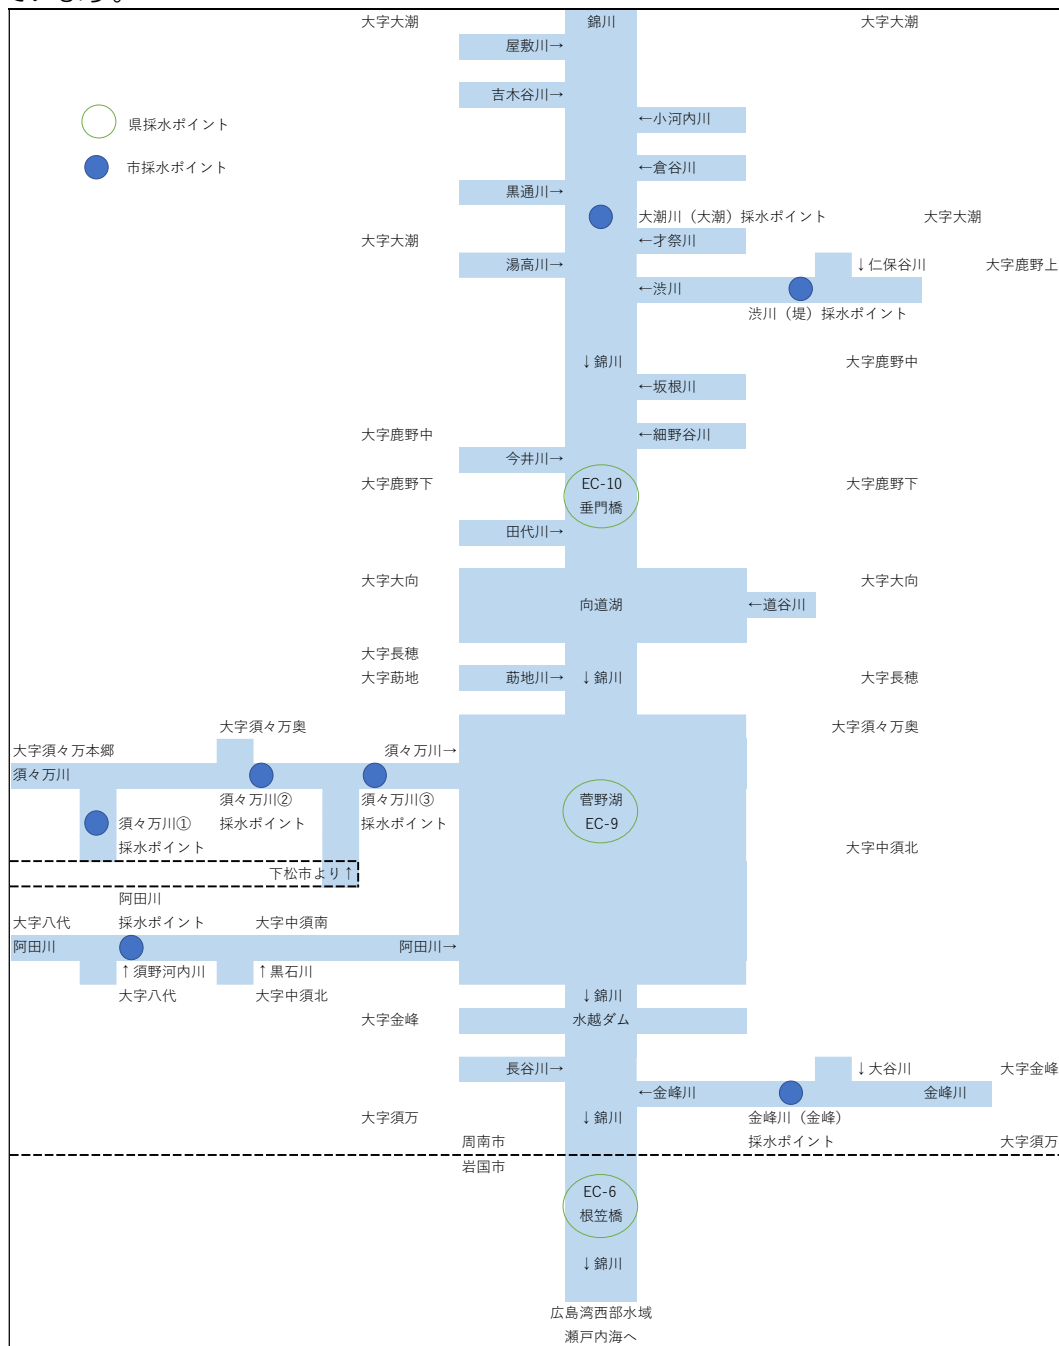 ています。
大字大潮 錦川 大字大潮
屋敷川→
吉木谷川→
←小河内川
県採水ポイント
市採水ポイント
←倉谷川
黒通川→
大潮川（大潮）採水ポイント 大字大潮
大字大潮 ←才祭川
湯高川→ ↓仁保谷川 大字鹿野上
←渋川
渋川（堤）採水ポイント
↓錦川 大字鹿野中
←坂根川
大字鹿野中 ←細野谷川
今井川→
大字鹿野下 EC-10 大字鹿野下
垂門橋
田代川→
大字大向 大字大向
向道湖 ←道谷川
大字長穂
大字莇地 莇地川→ ↓錦川 大字長穂
大字須々万奥 大字須々万奥
大字須々万本郷 須々万川→
須々万川
須々万川② 須々万川③ 菅野湖
須々万川① 採水ポイント 採水ポイント EC-9
採水ポイント 大字中須北
下松市より↑
阿田川
大字八代 採水ポイント 大字中須南
阿田川 阿田川→
↑須野河内川 ↑黒石川
大字八代 大字中須北 ↓錦川
大字金峰 水越ダム
長谷川→ ↓大谷川 大字金峰
←金峰川 金峰川
大字須万 ↓錦川 金峰川（金峰）
周南市 採水ポイント 大字須万
岩国市
EC-6
根笠橋
↓錦川
広島湾西部水域
瀬戸内海へ